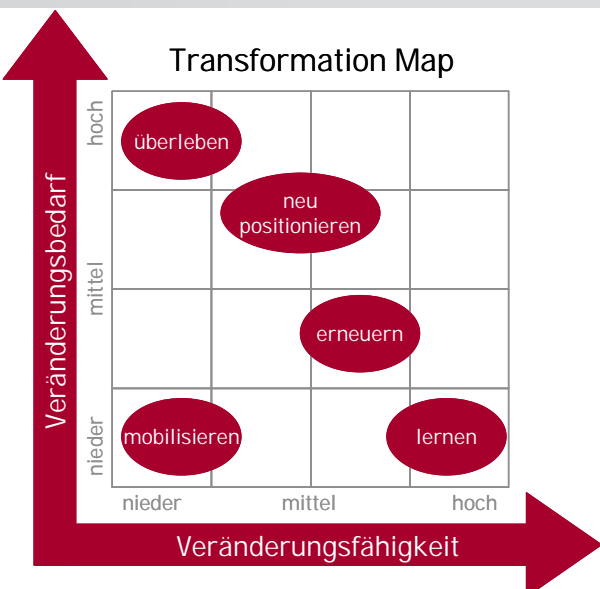 Transformation Map
Veränderungsbedarf
hoch
mittel
nieder
überleben
neu
positionieren
erneuern
mobilisieren
lernen
nieder
mittel
hoch
Veränderungsfähigkeit